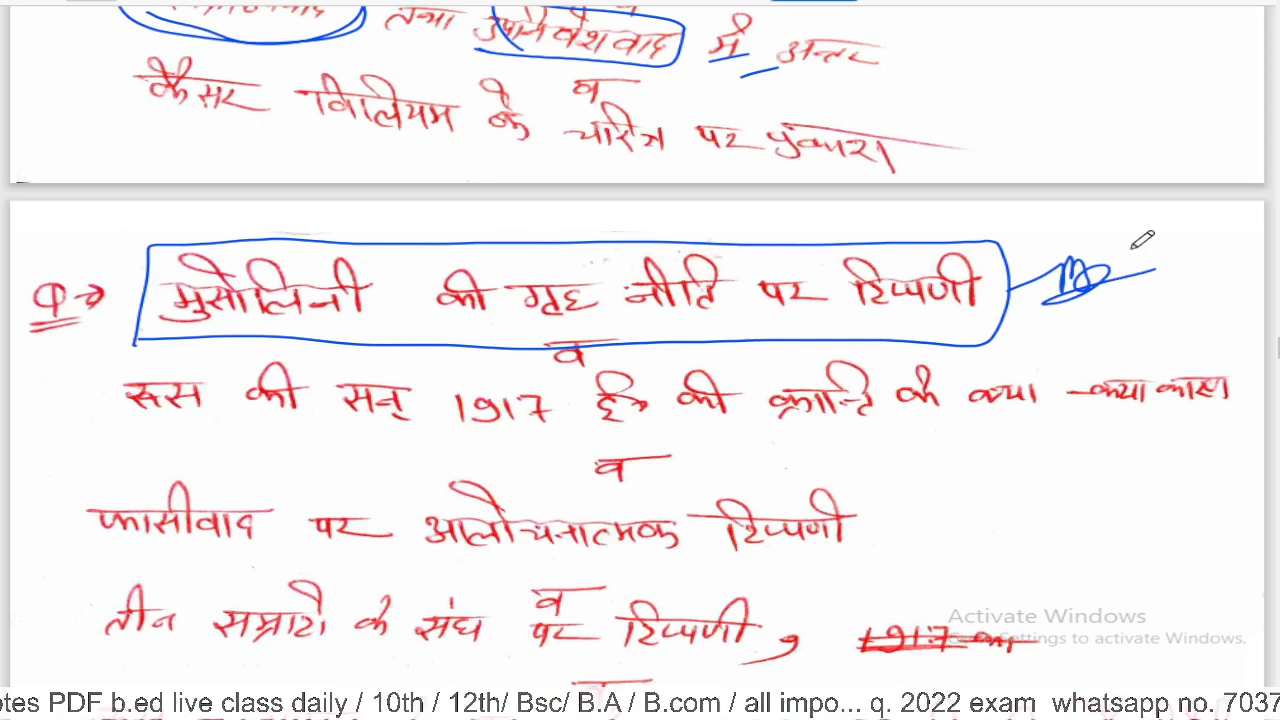 तथा उपनिवेशवाद में अन्तर
व
कैसर विलियम के चरित्र पर प्रकाश
Q→ मुसोलिनी की गृह नीति पर टिप्पणी
व
रूस की सन् 1917 ई० की क्रान्ति के क्या-क्या कारण
व
फासीवाद पर आलोचनात्मक टिप्पणी
व
तीन सम्राटो के संघ पर टिप्पणी,
Activate Windows
Go to Settings to activate Windows.
otes PDF b.ed live class daily / 10th / 12th/ Bsc/ B.A / B.com / all impo... q. 2022 exam whatsapp no. 7037